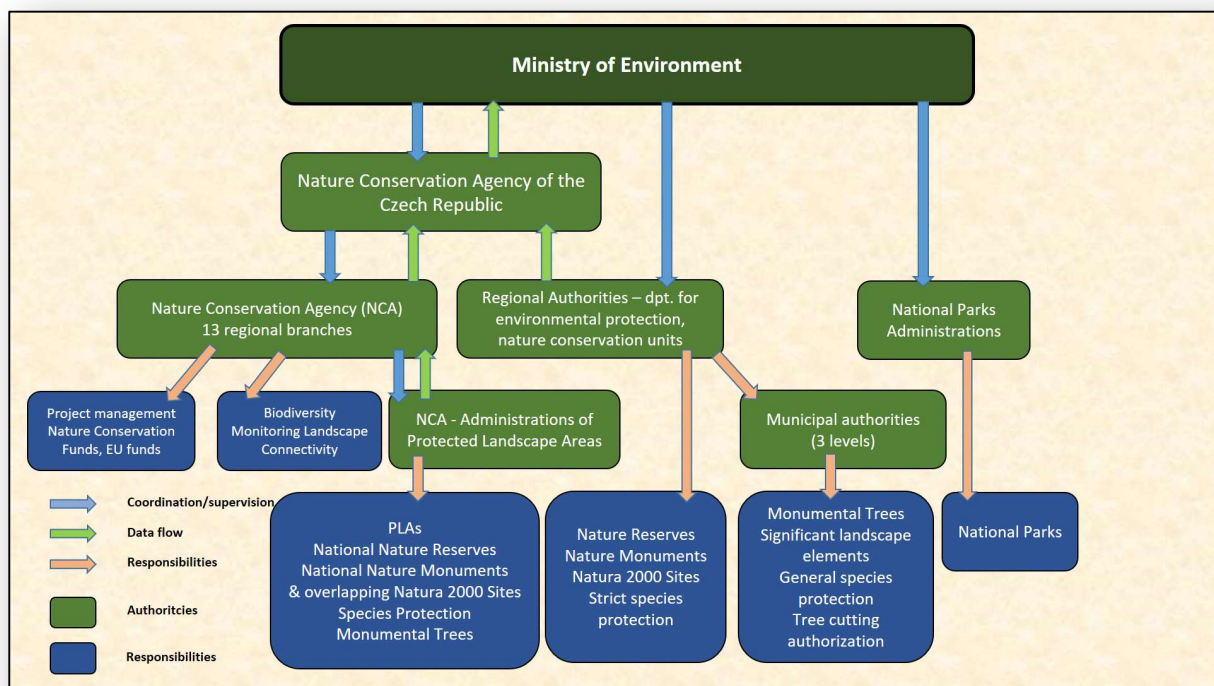 Ministry of Environment
Nature Conservation Agency of the
Czech Republic
Nature Conservation Agency (NCA)
13 regional branches
Regional Authorities – dpt. for
environmental protection,
nature conservation units
National Parks
Administrations
Project management
Nature Conservation
Funds, EU funds
Biodiversity
Monitoring Landscape
Connectivity
NCA - Administrations of
Protected Landscape Areas
Municipal authorities
(3 levels)
Coordination/supervision
Data flow
Responsibilities
Authoritcies
Responsibilities
PLAs
National Nature Reserves
National Nature Monuments
& overlapping Natura 2000 Sites
Species Protection
Monumental Trees
Nature Reserves
Nature Monuments
Natura 2000 Sites
Strict species
protection
Monumental Trees
Significant landscape
elements
General species
protection
Tree cutting
authorization
National Parks